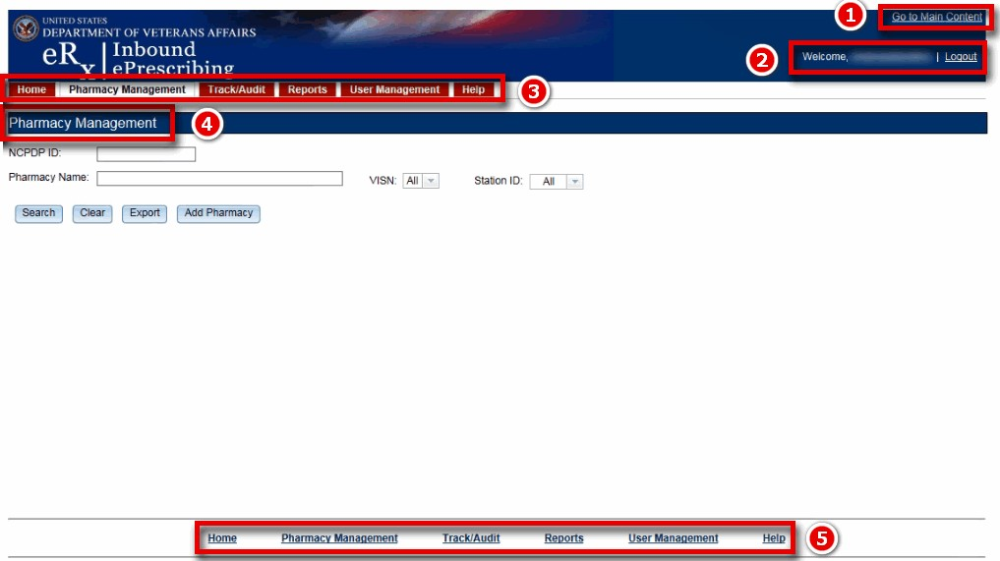 1
Go to Main Content
UNITED STATES
DEPARTMENT OF VETERANS AFFAIRS
eRx Inbound
ePrescribing
2
Welcome, | Logout
Home Pharmacy Management Track/Audit Reports User Management Help
3
Pharmacy Management
4
NCPDP ID:
Pharmacy Name: VISN: All Station ID: All
Search Clear Export Add Pharmacy
Home Pharmacy Management Track/Audit Reports User Management Help
5